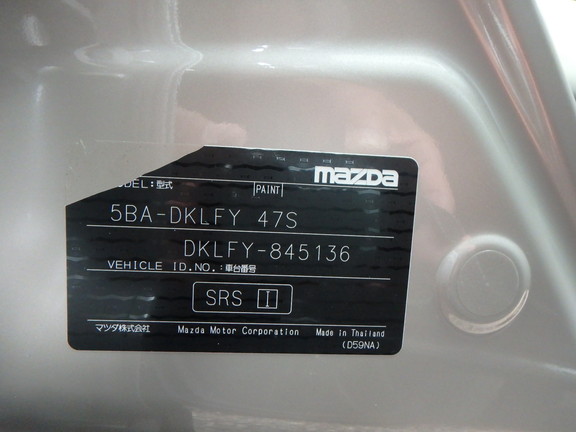 mazda
MODEL:型式 |PAINT|
5BA-DKLFY 47S
DKLFY-845136
VEHICLE ID.NO.:車台番号
SRS I
マツダ株式会社 Mazda Motor Corporation Made in Thailand
(D59NA)